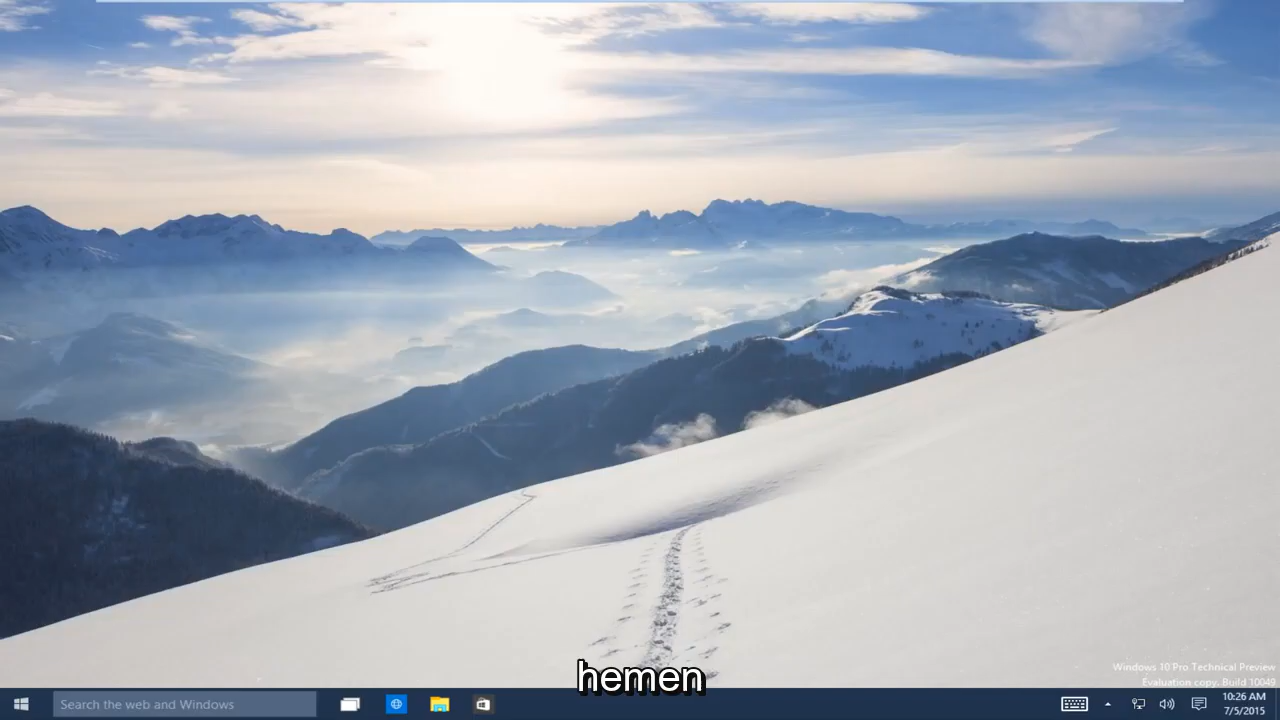 Windows 10 Pro Technical Preview
Evaluation copy. Build 10049
hemen
Search the web and Windows
10:26 AM
7/5/2015